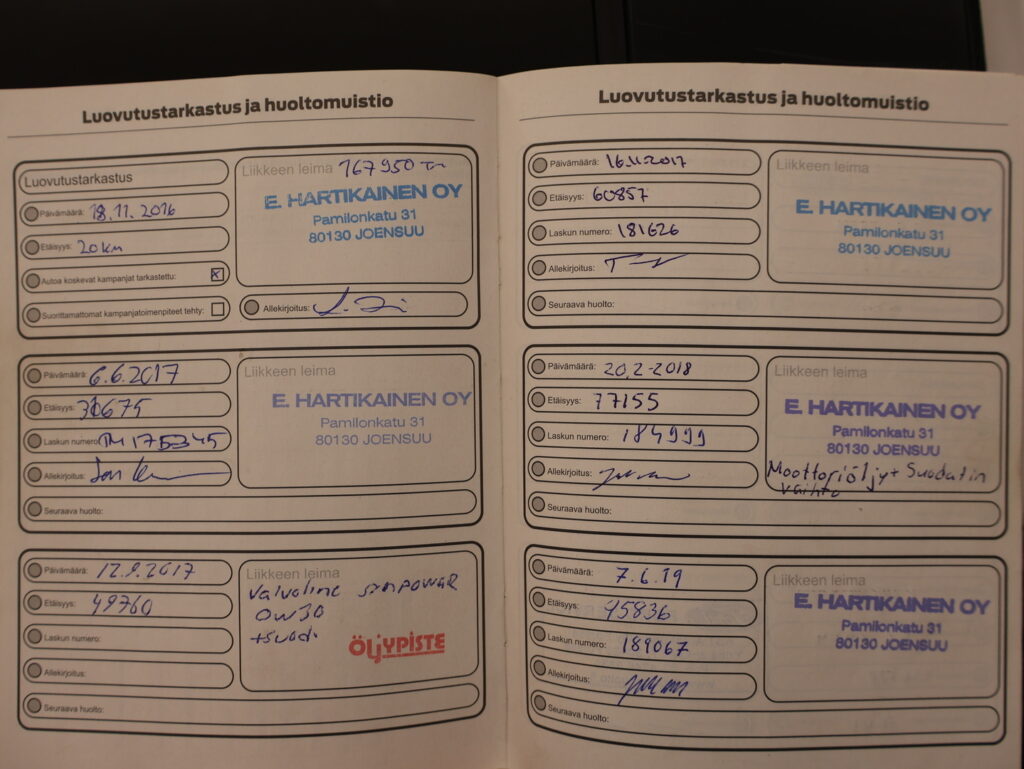 Luovutustarkastus ja huoltomuistio
Luovutustarkastus
Päivämäärä: 18.11.2016
Etäisyys: 20 km
Autoa koskevat kampanjat tarkastettu: x
Suorittamattomat kampanjatoimenpiteet tehty:
Liikkeen leima 167950
E. HARTIKAINEN OY
Pamilonkatu 31
80130 JOENSUU
Allekirjoitus:
Päivämäärä: 6.6.2017
Etäisyys: 30675
Laskun numero: TM 175345
Allekirjoitus:
Seuraava huolto:
Liikkeen leima
E. HARTIKAINEN OY
Pamilonkatu 31
80130 JOENSUU
Päivämäärä: 12.9.2017
Etäisyys: 49760
Laskun numero:
Allekirjoitus:
Seuraava huolto:
Liikkeen leima
Valvoline SYNPOWER
0W30
+suod.
ÖLJYPISTE
Luovutustarkastus ja huoltomuistio
Päivämäärä: 16.11.2017
Etäisyys: 60857
Laskun numero: 181626
Allekirjoitus:
Seuraava huolto:
Liikkeen leima
E. HARTIKAINEN OY
Pamilonkatu 31
80130 JOENSUU
Päivämäärä: 20.2-2018
Etäisyys: 77155
Laskun numero: 184999
Allekirjoitus:
Seuraava huolto:
Liikkeen leima
E. HARTIKAINEN OY
Pamilonkatu 31
80130 JOENSUU
Moottoriöljy+ Suodatin
vaihto
Päivämäärä: 7.6.19
Etäisyys: 95836
Laskun numero: 189067
Allekirjoitus:
Seuraava huolto:
Liikkeen leima
E. HARTIKAINEN OY
Pamilonkatu 31
80130 JOENSUU